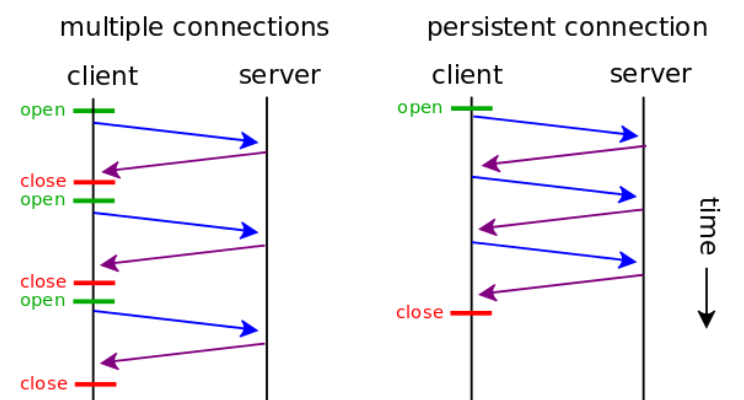 multiple connections
persistent connection
client
server
client
server
open
close
open
close
open
close
open
close
time